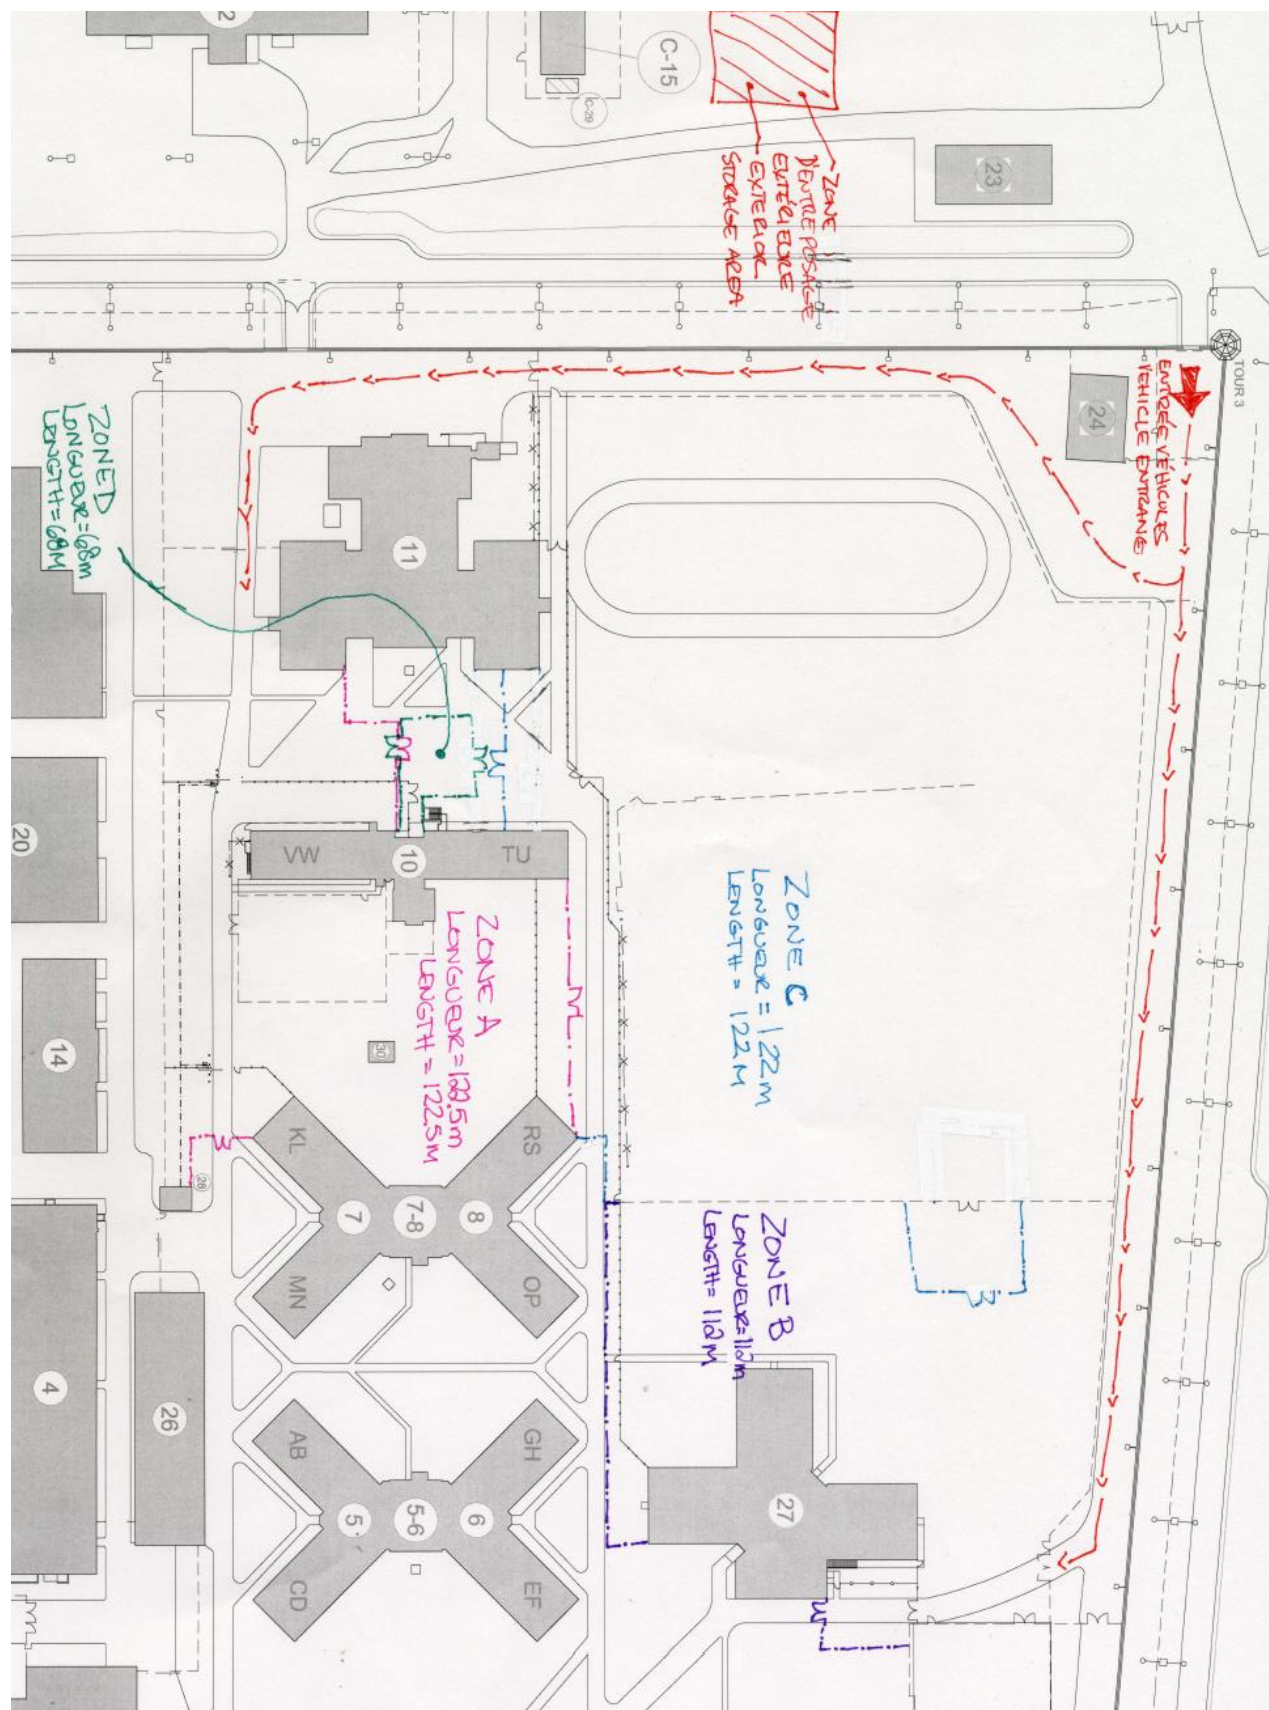 2
C-15
C-29
23
ZONE
D'ENTREPOSAGE
EXTÉRIEURE
EXTERIOR
STORAGE AREA
TOUR 3
ENTRÉE VÉHICULES
VEHICLE ENTRANCE
24
ZONE D
LONGUEUR = 68m
LENGTH = 68M
11
20
VW
10
TU
ZONE C
LONGUEUR = 122m
LENGTH = 122M
ZONE A
LONGUEUR = 122.5m
LENGTH = 122.5M
14
30
KL
RS
28
7
7-8
8
MN
OP
ZONE B
LONGUEUR = 112m
LENGTH = 112M
4
26
AB
GH
5
5-6
6
27
CD
EF